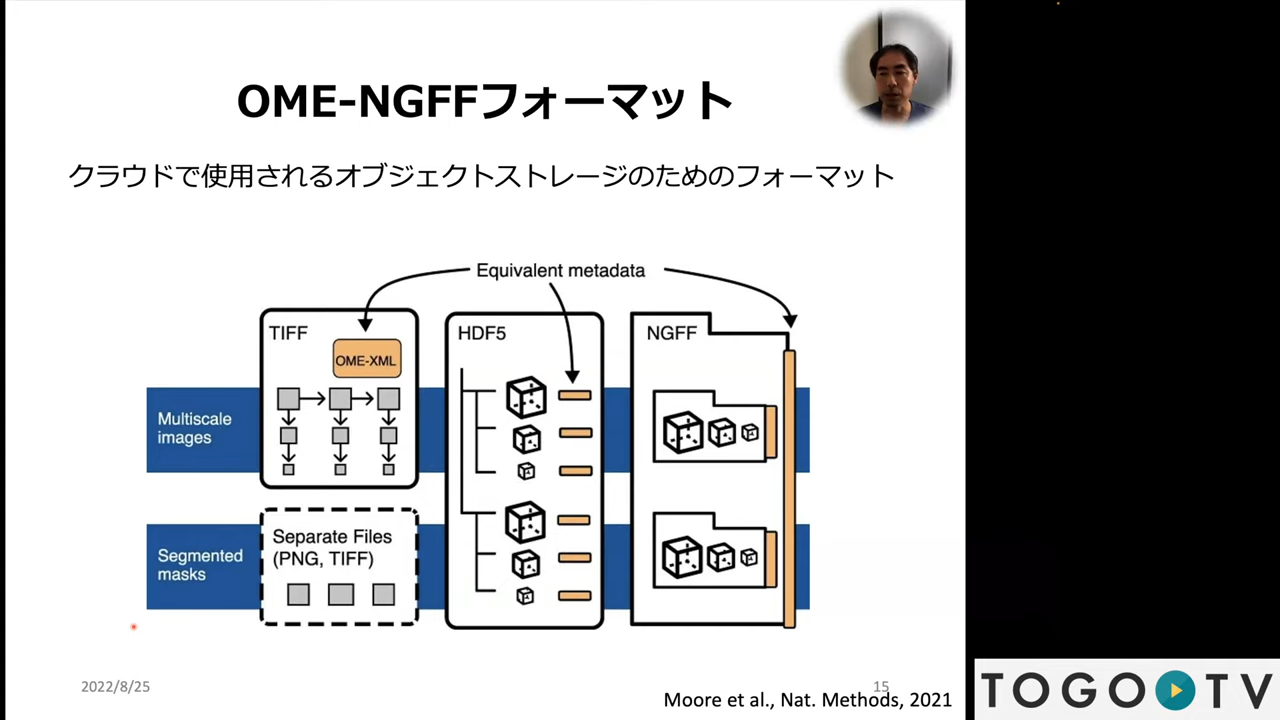 OME-NGFFフォーマット
クラウドで使用されるオブジェクトストレージのためのフォーマット
Equivalent metadata
TIFF
OME-XML
HDF5
NGFF
Multiscale
images
Separate Files
(PNG, TIFF)
Segmented
masks
2022/8/25
15
Moore et al., Nat. Methods, 2021
TOGO TV